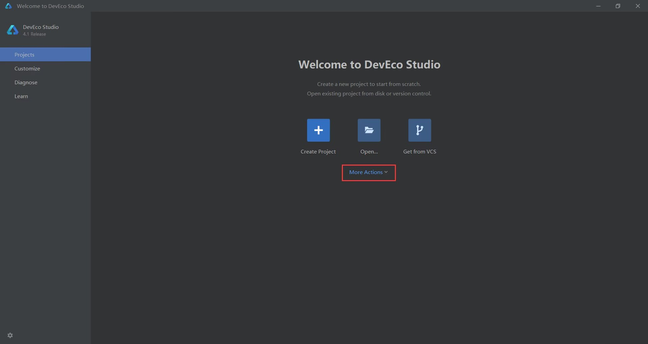 Welcome to DevEco Studio
DevEco Studio
4.1 Release
Projects
Customize
Diagnose
Learn
Welcome to DevEco Studio
Create a new project to start from scratch.
Open existing project from disk or version control.
Create Project
Open...
Get from VCS
More Actions